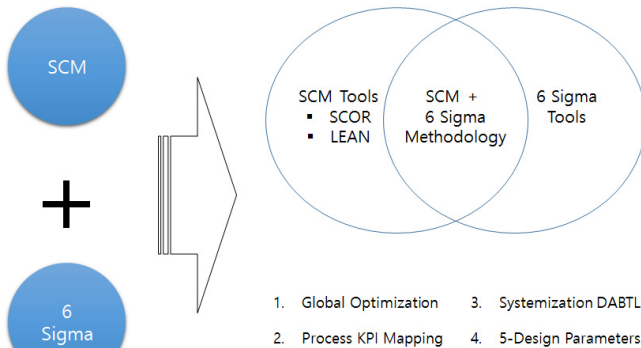 SCM
+
6
Sigma
SCM Tools
▪ SCOR
▪ LEAN
SCM +
6 Sigma
Methodology
6 Sigma
Tools
1. Global Optimization
2. Process KPI Mapping
3. Systemization DABTL
4. 5-Design Parameters